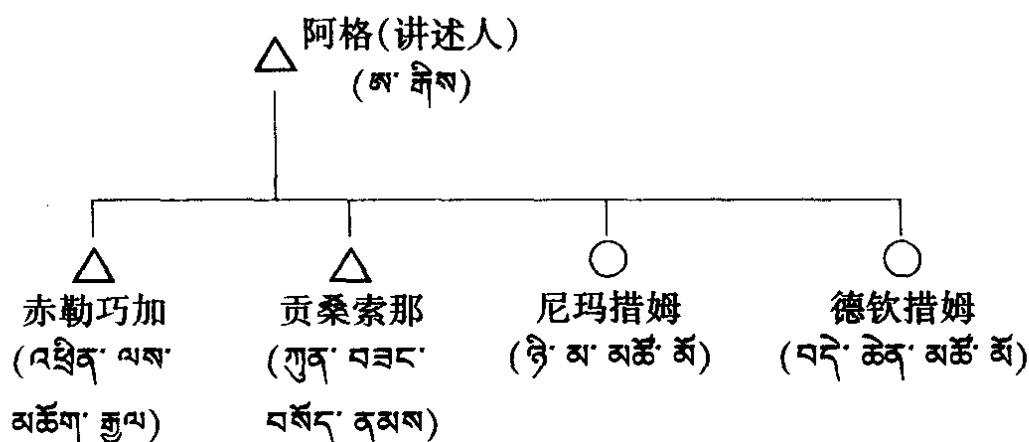 阿格(讲述人)
(ཨ་ རྒིས)
赤勒巧加 贡桑索那 尼玛措姆 德钦措姆
(འཕྲིན་ ལས་ (ཀུན་ བཟང་ (ཉི་ མ་ མཚོ་ མོ) (བདེ་ ཆེན་ མཚོ་ མོ)
མཆོག་ རྒྱལ) བསོད་ ནམས)